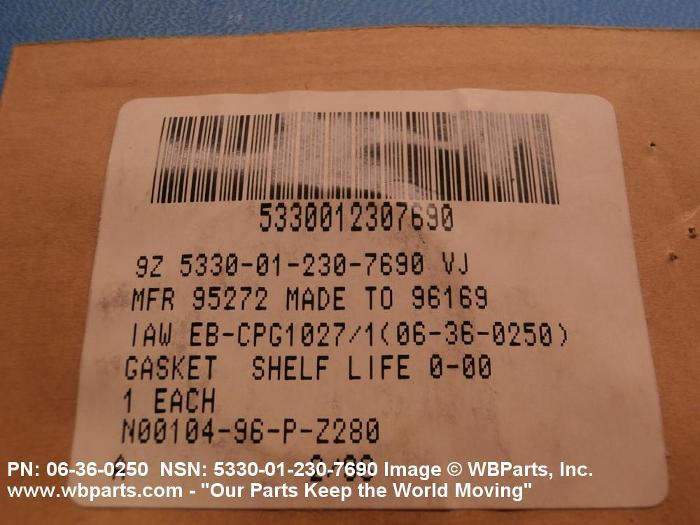 5330012307690
9Z 5330-01-230-7690 VJ
MFR 95272 MADE TO 96169
IAW EB-CPG1027/1(06-36-0250)
GASKET SHELF LIFE 0-00
1 EACH
N00104-96-P-Z280
A
PN: 06-36-0250 NSN: 5330-01-230-7690 Image © WBParts, Inc.
www.wbparts.com - "Our Parts Keep the World Moving"